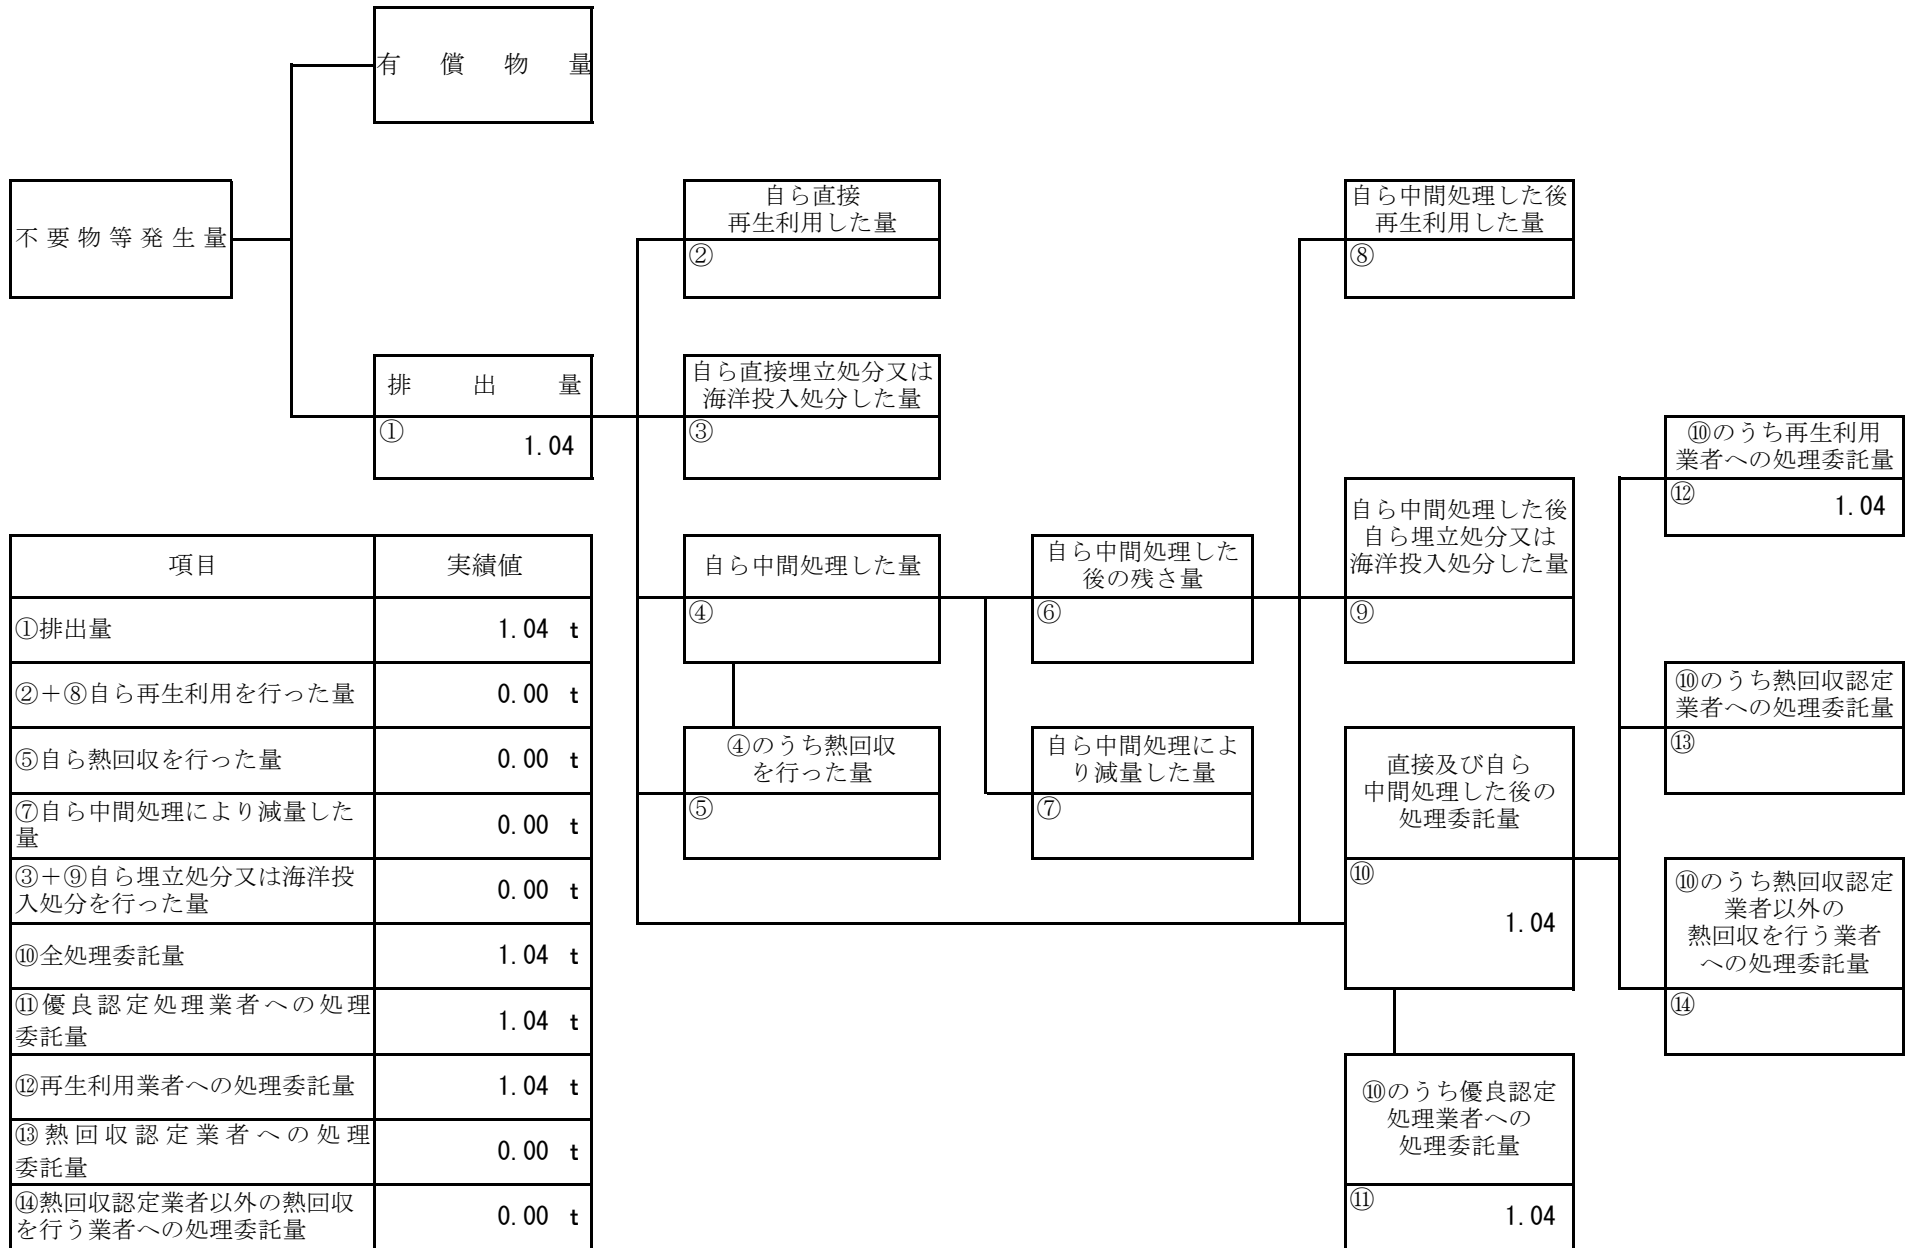 有償物量
不要物等発生量
排出量
①
1.04
自ら直接
再生利用した量
②
自ら直接埋立処分又は
海洋投入処分した量
③
自ら中間処理した量
④
④のうち熱回収
を行った量
⑤
自ら中間処理した
後の残さ量
⑥
自ら中間処理によ
り減量した量
⑦
自ら中間処理した後
再生利用した量
⑧
自ら中間処理した後
自ら埋立処分又は
海洋投入処分した量
⑨
直接及び自ら
中間処理した後の
処理委託量
⑩
1.04
⑩のうち優良認定
処理業者への
処理委託量
⑪
1.04
⑩のうち再生利用
業者への処理委託量
⑫
1.04
⑩のうち熱回収認定
業者への処理委託量
⑬
⑩のうち熱回収認定
業者以外の
熱回収を行う業者
への処理委託量
⑭
項目 実績値
①排出量 1.04 t
②＋⑧自ら再生利用を行った量 0.00 t
⑤自ら熱回収を行った量 0.00 t
⑦自ら中間処理により減量した
量 0.00 t
③＋⑨自ら埋立処分又は海洋投
入処分を行った量 0.00 t
⑩全処理委託量 1.04 t
⑪優良認定処理業者への処理
委託量 1.04 t
⑫再生利用業者への処理委託量 1.04 t
⑬熱回収認定業者への処理
委託量 0.00 t
⑭熱回収認定業者以外の熱回収
を行う業者への処理委託量 0.00 t